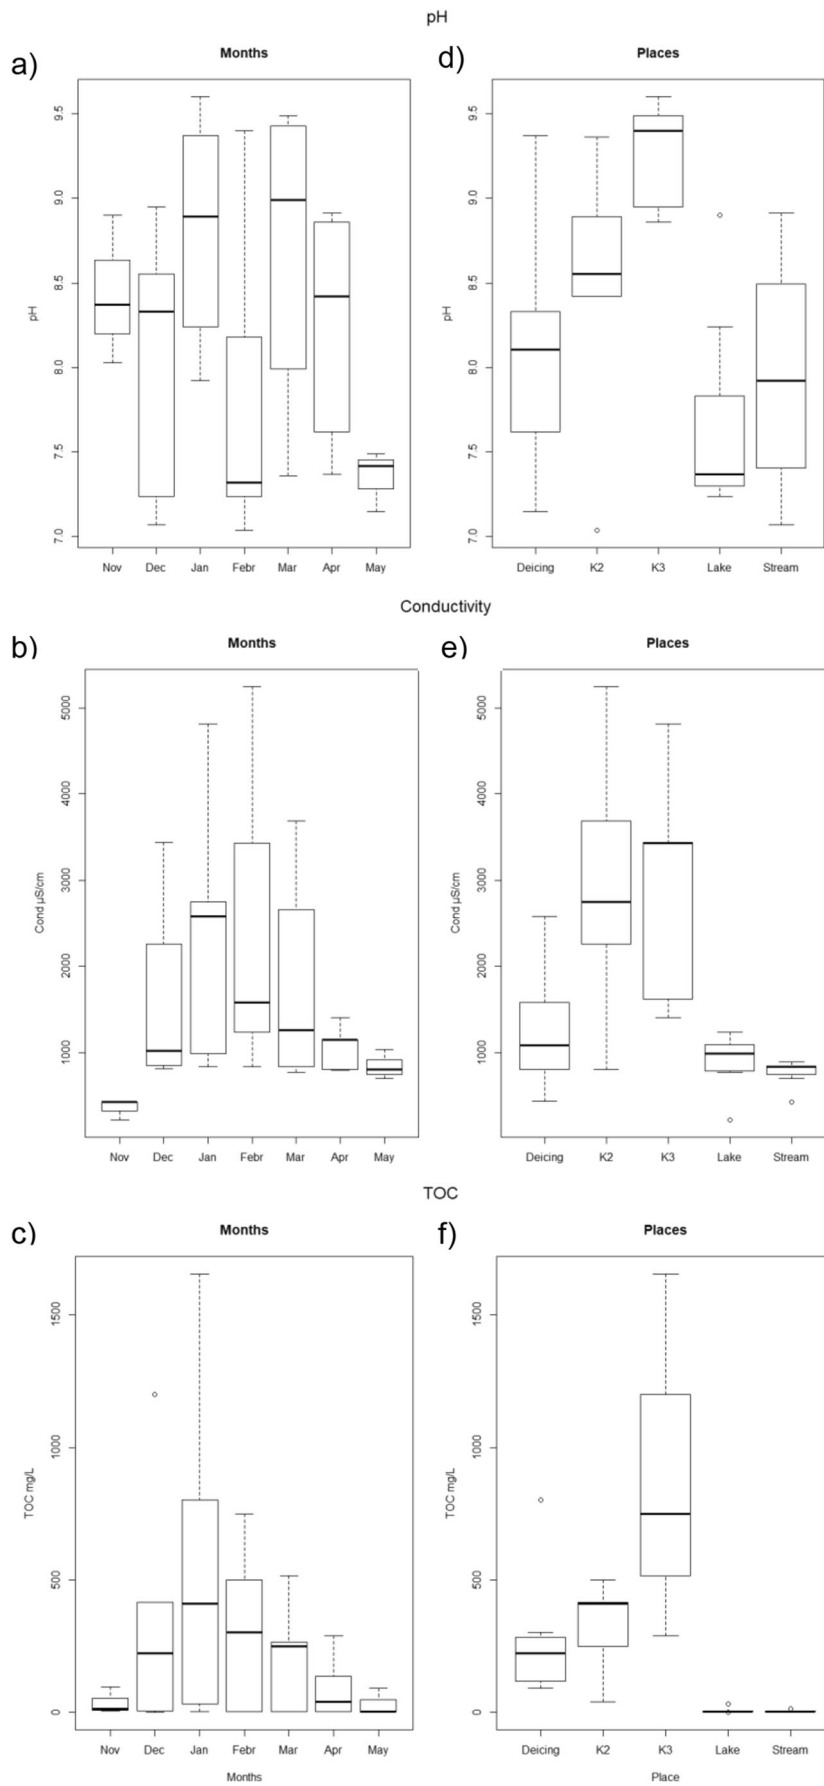 pH
a)
Months
pH
9.5
9.0
8.5
8.0
7.5
7.0
Nov Dec Jan Febr Mar Apr May
d)
Places
pH
9.5
9.0
8.5
8.0
7.5
7.0
Deicing K2 K3 Lake Stream
Conductivity
b)
Months
Cond µS/cm
5000
4000
3000
2000
1000
Nov Dec Jan Febr Mar Apr May
e)
Places
Cond µS/cm
5000
4000
3000
2000
1000
Deicing K2 K3 Lake Stream
TOC
c)
Months
TOC mg/L
1500
1000
500
0
Nov Dec Jan Febr Mar Apr May
Months
f)
Places
TOC mg/L
1500
1000
500
0
Deicing K2 K3 Lake Stream
Place